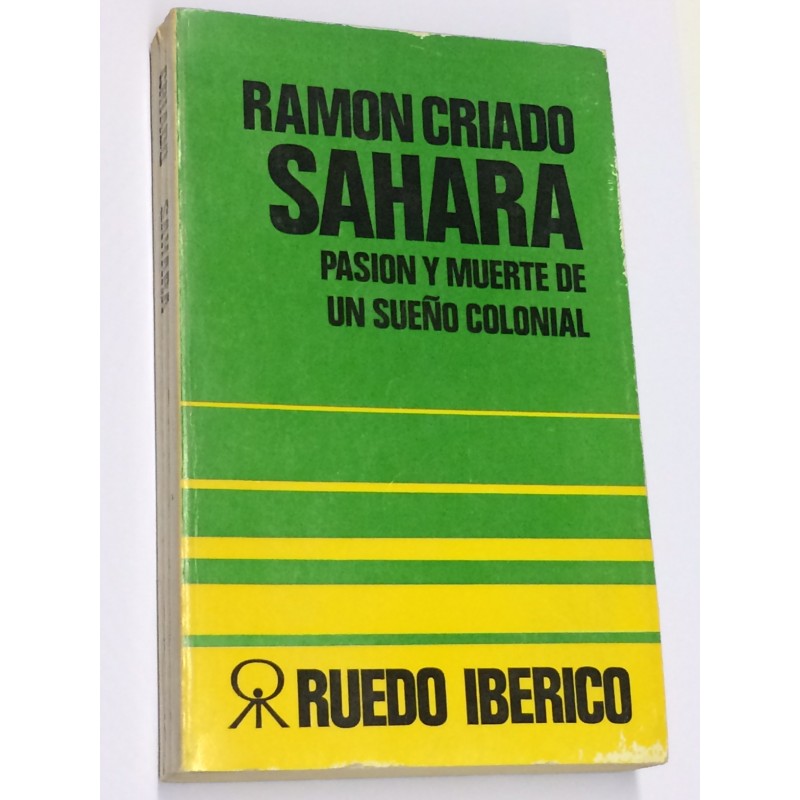 RAMON CRIADO
SAHARA
PASION Y MUERTE DE
UN SUEÑO COLONIAL
RUEDO IBERICO